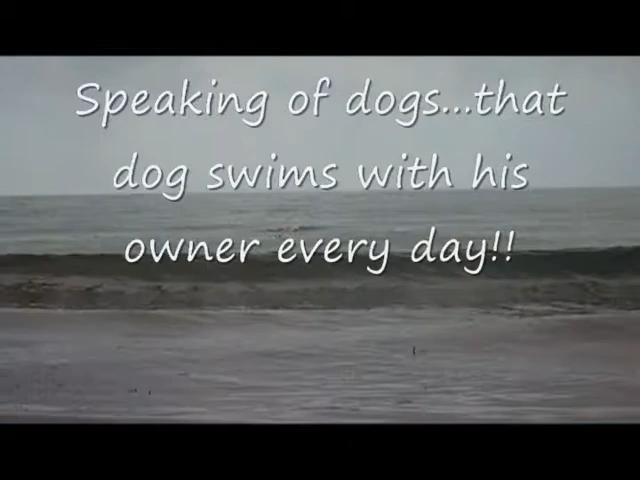 Speaking of dogs...that
dog swims with his
owner every day!!